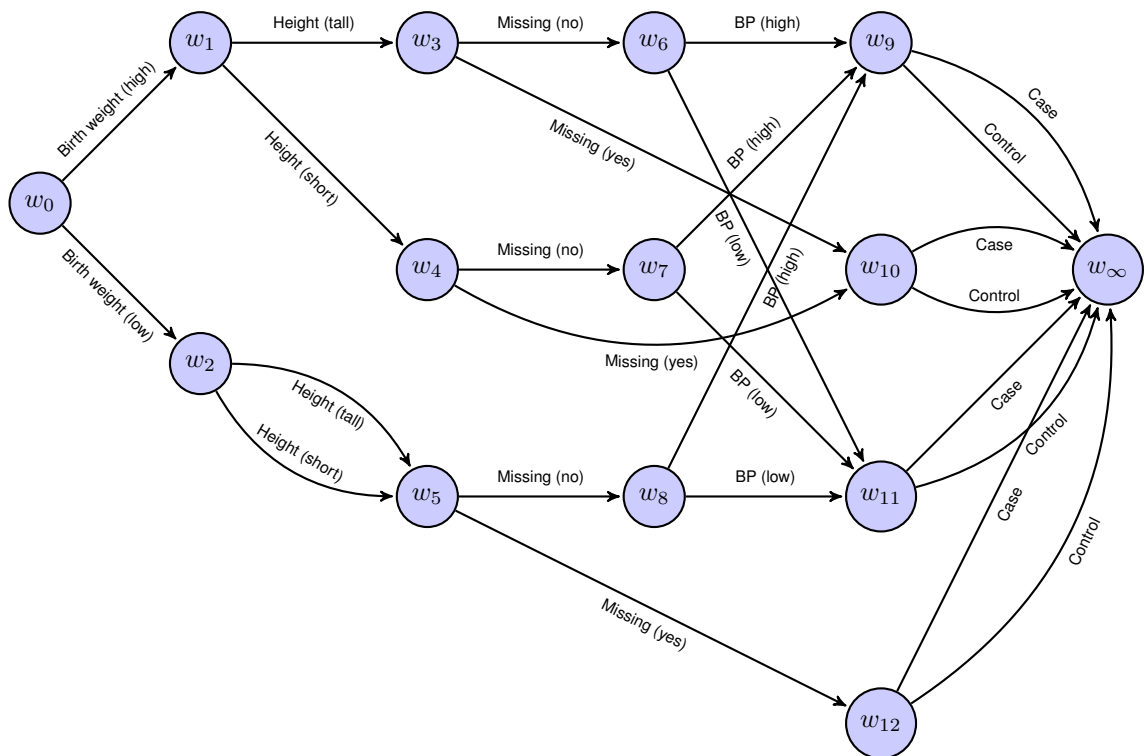 w1
Height (tall)
w3
Missing (no)
w6
BP (high)
w9
Case
Control
Birth weight (high)
Height (short)
Missing (yes)
BP (high)
w0
BP (low)
Birth weight (low)
w4
Missing (no)
w7
BP (high)
w10
Case
Control
w∞
Missing (yes)
w2
Height (tall)
Height (short)
BP (low)
Case
Control
w5
Missing (no)
w8
BP (low)
w11
Case
Control
Missing (yes)
w12